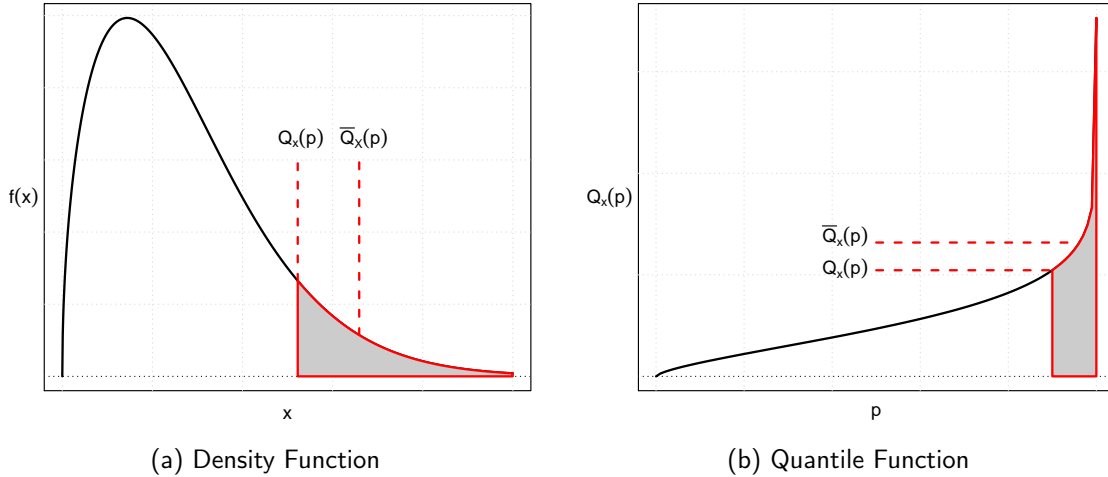 Qx(p) Q̅X(p)
f(x)
x
(a) Density Function
Qx(p)
Q̅x(p)
Qx(p)
p
(b) Quantile Function